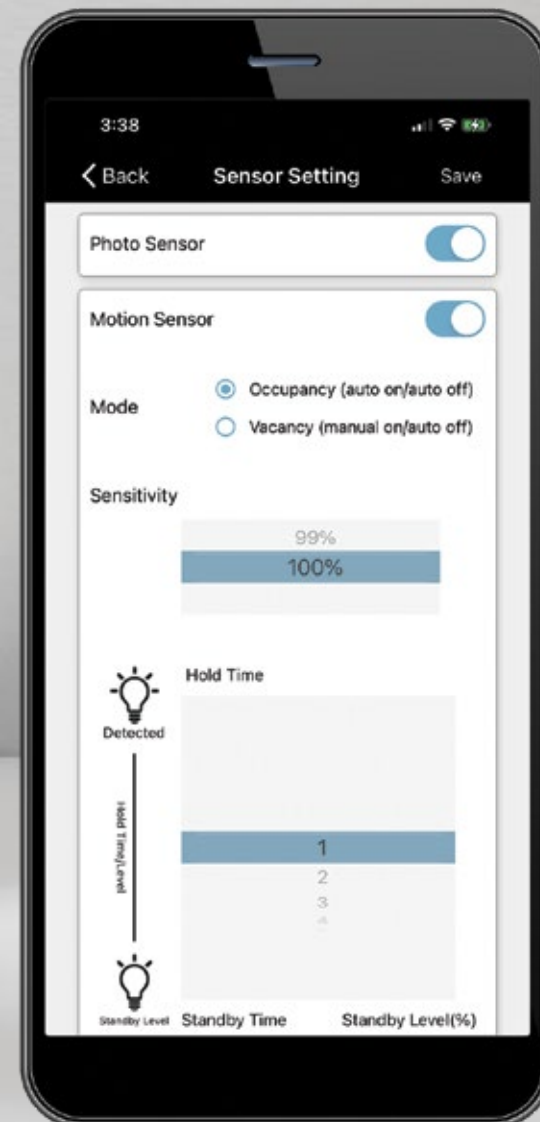 3:38
Back Sensor Setting Save
Photo Sensor
Motion Sensor
Mode
Occupancy (auto on/auto off)
Vacancy (manual on/auto off)
Sensitivity
99%
100%
Hold Time
Detected
Hold Time/Level
1
2
3
Standby Level
Standby Time Standby Level(%)